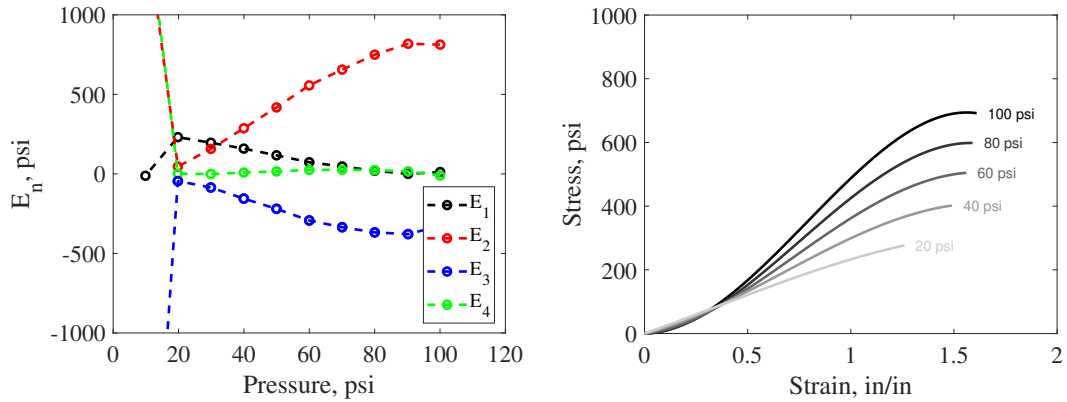 1000
500
0
-500
-1000
E_n, psi
0
20
40
60
80
100
120
Pressure, psi
E_1
E_2
E_3
E_4
1000
800
600
400
200
0
Stress, psi
0
0.5
1
1.5
2
Strain, in/in
100 psi
80 psi
60 psi
40 psi
20 psi